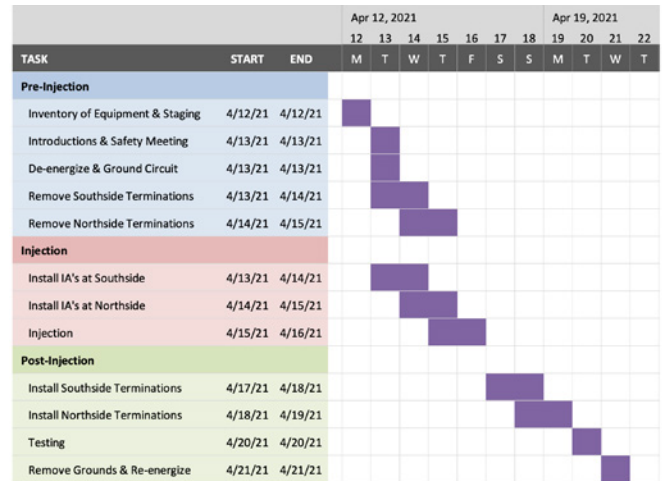 Apr 12, 2021 Apr 19, 2021
12 13 14 15 16 17 18 19 20 21 22
TASK START END M T W T F S S M T W T
Pre-Injection
Inventory of Equipment & Staging 4/12/21 4/12/21
Introductions & Safety Meeting 4/13/21 4/13/21
De-energize & Ground Circuit 4/13/21 4/13/21
Remove Southside Terminations 4/13/21 4/14/21
Remove Northside Terminations 4/14/21 4/15/21
Injection
Install IA's at Southside 4/13/21 4/14/21
Install IA's at Northside 4/14/21 4/15/21
Injection 4/15/21 4/16/21
Post-Injection
Install Southside Terminations 4/17/21 4/18/21
Install Northside Terminations 4/18/21 4/19/21
Testing 4/20/21 4/20/21
Remove Grounds & Re-energize 4/21/21 4/21/21